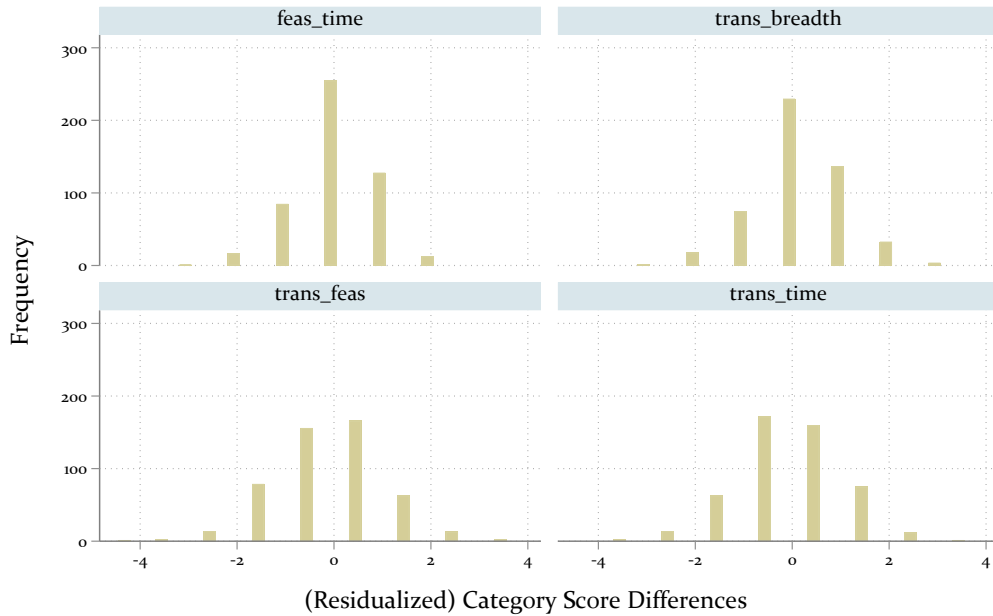 feas_time trans_breadth
300
200
100
0
trans_feas trans_time
300
200
100
0
-4 -2 0 2 4 -4 -2 0 2 4
Frequency
(Residualized) Category Score Differences